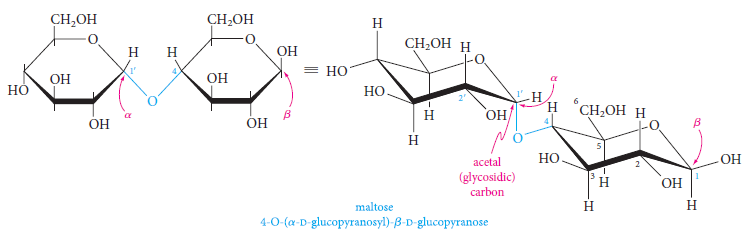 CH₂OH
O
H
1'
α
HO
OH
OH
O
CH₂OH
O
H
4
OH
OH
OH
β
≡
H
CH₂OH
H
O
HO
HO
H
2'
OH
1'
H
α
H
O
4
6
CH₂OH
H
O
5
HO
3
H
2
OH
1
OH
β
H
H
acetal
(glycosidic)
carbon
maltose
4-O-(α-D-glucopyranosyl)-β-D-glucopyranose